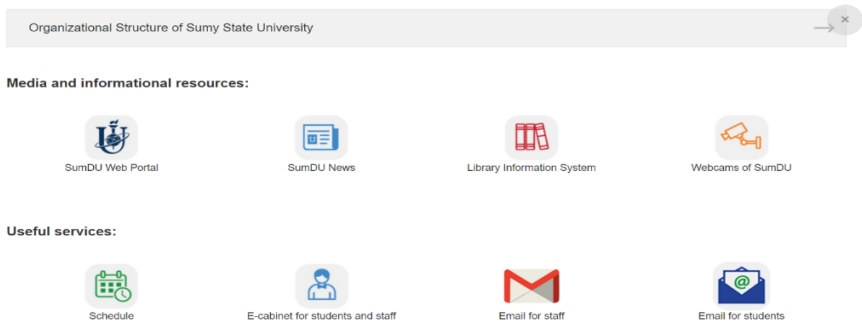 Organizational Structure of Sumy State University
Media and informational resources:
SumDU Web Portal
SumDU News
Library Information System
Webcams of SumDU
Useful services:
Schedule
E-cabinet for students and staff
Email for staff
Email for students